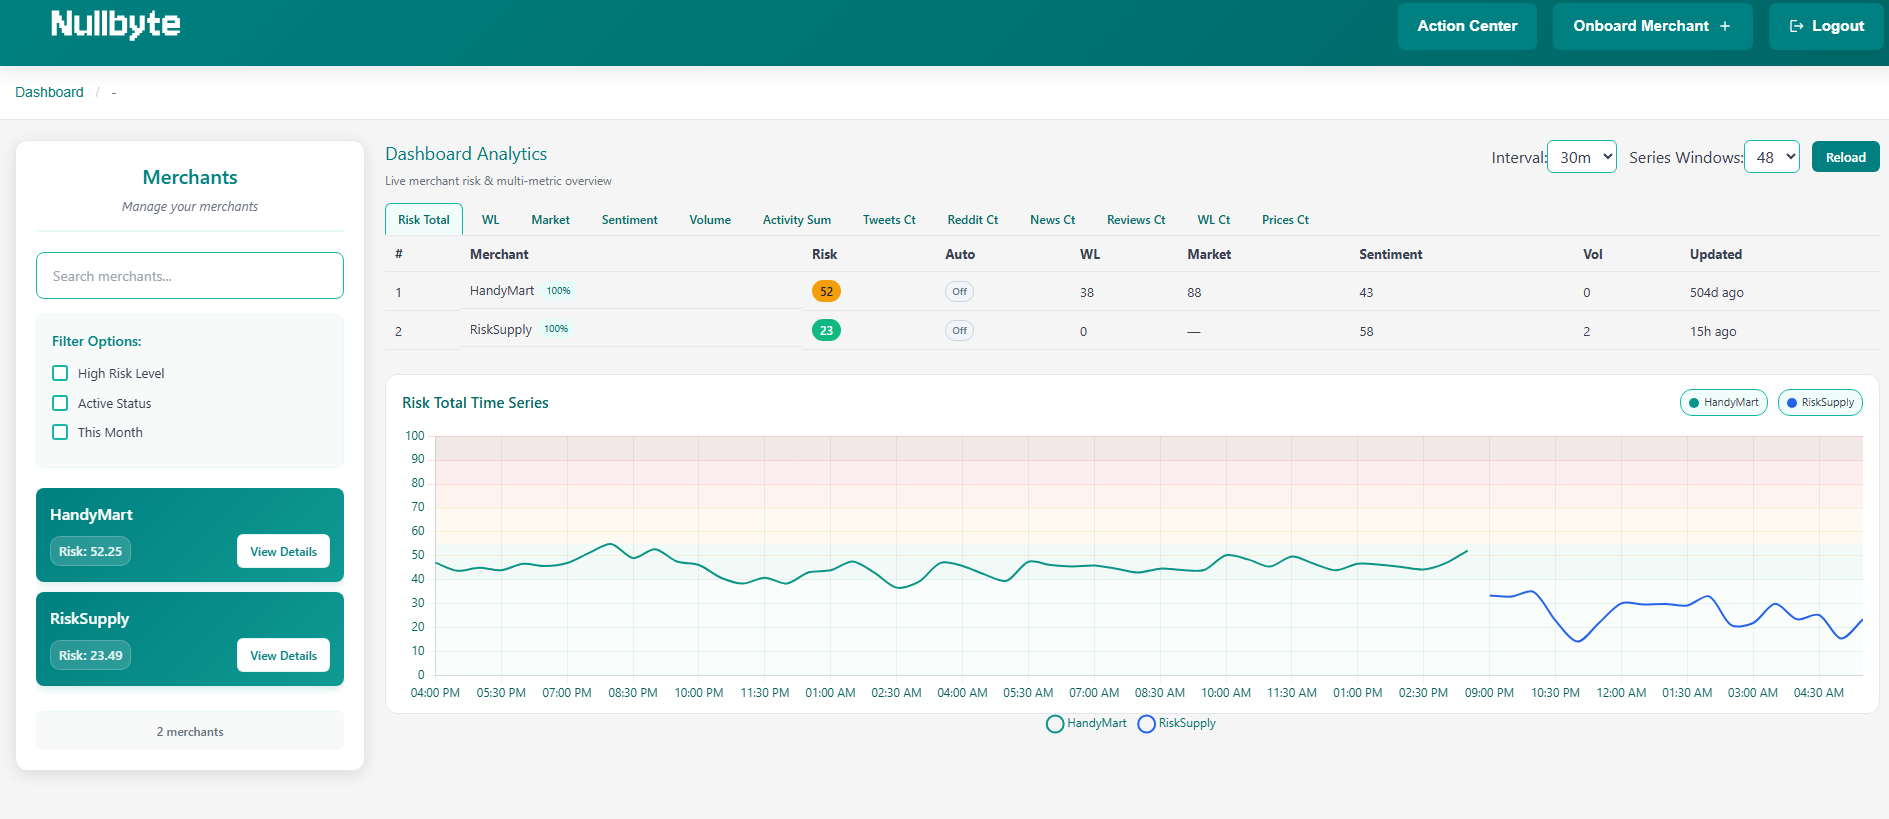 Nullbyte
Action Center
Onboard Merchant +
Logout
Dashboard / -
Merchants
Manage your merchants
Search merchants...
Filter Options:
High Risk Level
Active Status
This Month
HandyMart
Risk: 52.25
View Details
RiskSupply
Risk: 23.49
View Details
2 merchants
Dashboard Analytics
Live merchant risk & multi-metric overview
Interval: 30m Series Windows: 48 Reload
Risk Total WL Market Sentiment Volume Activity Sum Tweets Ct Reddit Ct News Ct Reviews Ct WL Ct Prices Ct
# Merchant Risk Auto WL Market Sentiment Vol Updated
1 HandyMart 100% 52 Off 38 88 43 0 504d ago
2 RiskSupply 100% 23 Off 0 — 58 2 15h ago
Risk Total Time Series
HandyMart RiskSupply
100
90
80
70
60
50
40
30
20
10
0
04:00 PM 05:30 PM 07:00 PM 08:30 PM 10:00 PM 11:30 PM 01:00 AM 02:30 AM 04:00 AM 05:30 AM 07:00 AM 08:30 AM 10:00 AM 11:30 AM 01:00 PM 02:30 PM 09:00 PM 10:30 PM 12:00 AM 01:30 AM 03:00 AM 04:30 AM
HandyMart RiskSupply